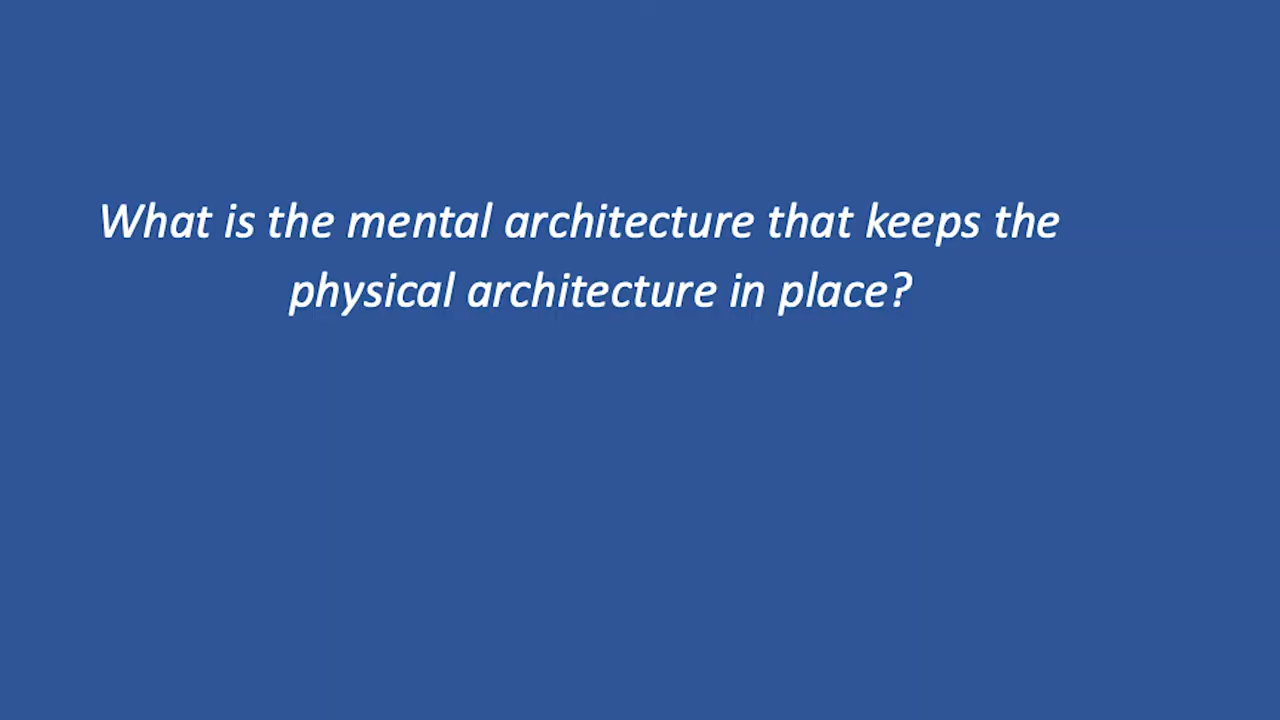 What is the mental architecture that keeps the
physical architecture in place?